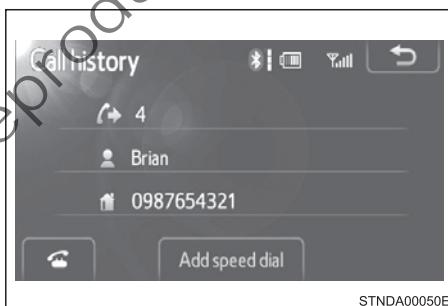 Call history
4
Brian
0987654321
Add speed dial
STNDA00050E